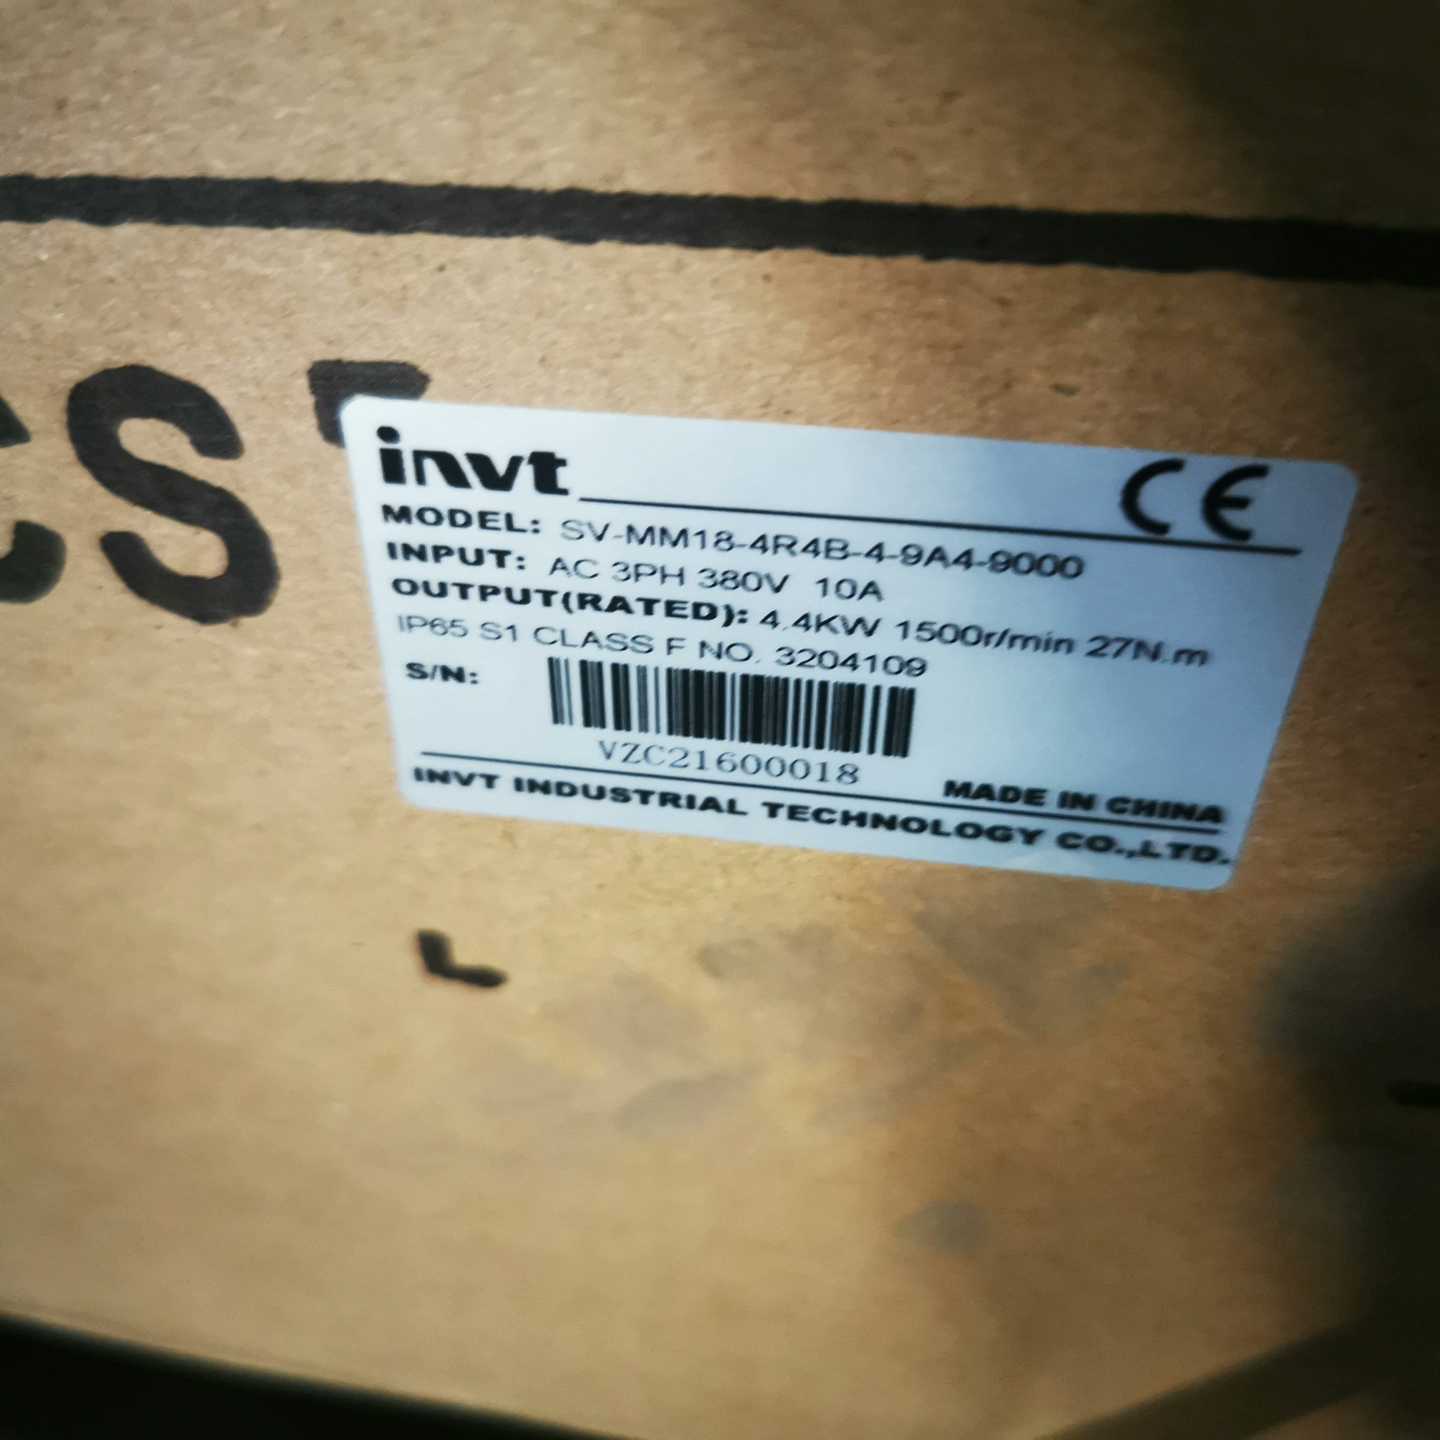 invt CE
MODEL: SV-MM18-4R4B-4-9A4-9000
INPUT: AC 3PH 380V 10A
OUTPUT(RATED): 4.4KW 1500r/min 27N.m
IP65 S1 CLASS F NO. 3204109
S/N:
VZC21600018
MADE IN CHINA
INVT INDUSTRIAL TECHNOLOGY CO.,LTD.